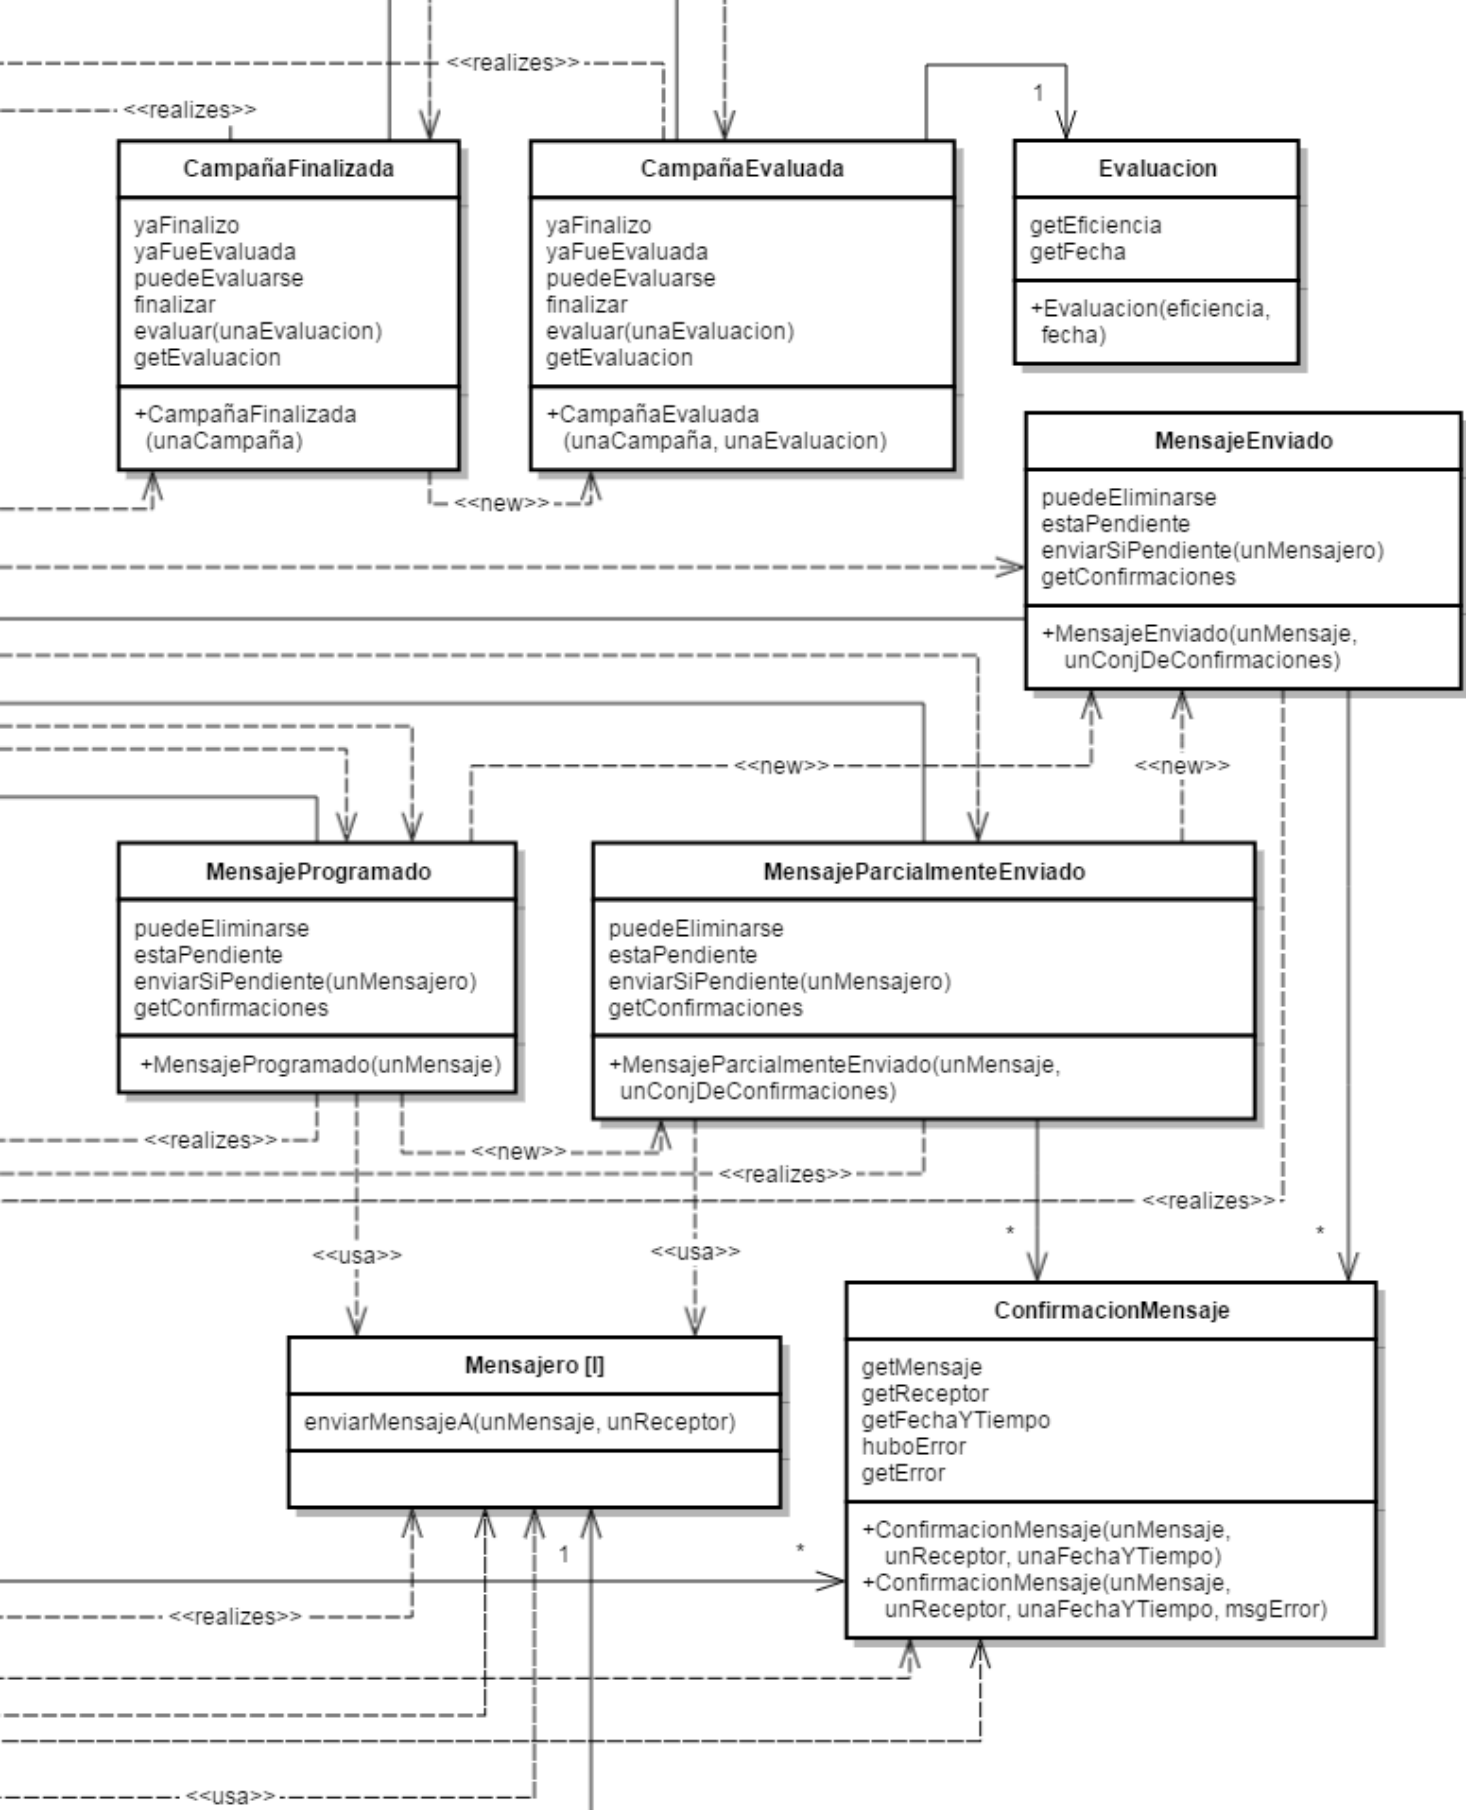 <<realizes>>
<<realizes>>
1
CampañaFinalizada
yaFinalizo
yaFueEvaluada
puedeEvaluarse
finalizar
evaluar(unaEvaluacion)
getEvaluacion
+CampañaFinalizada
(unaCampaña)
CampañaEvaluada
yaFinalizo
yaFueEvaluada
puedeEvaluarse
finalizar
evaluar(unaEvaluacion)
getEvaluacion
+CampañaEvaluada
(unaCampaña, unaEvaluacion)
Evaluacion
getEficiencia
getFecha
+Evaluacion(eficiencia,
fecha)
<<new>>
MensajeEnviado
puedeEliminarse
estaPendiente
enviarSiPendiente(unMensajero)
getConfirmaciones
+MensajeEnviado(unMensaje,
unConjDeConfirmaciones)
<<new>>
<<new>>
MensajeProgramado
puedeEliminarse
estaPendiente
enviarSiPendiente(unMensajero)
getConfirmaciones
+MensajeProgramado(unMensaje)
MensajeParcialmenteEnviado
puedeEliminarse
estaPendiente
enviarSiPendiente(unMensajero)
getConfirmaciones
+MensajeParcialmenteEnviado(unMensaje,
unConjDeConfirmaciones)
<<realizes>>
<<new>>
<<realizes>>
<<realizes>>
*
*
<<usa>>
<<usa>>
Mensajero [I]
enviarMensajeA(unMensaje, unReceptor)
ConfirmacionMensaje
getMensaje
getReceptor
getFechaYTiempo
huboError
getError
+ConfirmacionMensaje(unMensaje,
unReceptor, unaFechaYTiempo)
+ConfirmacionMensaje(unMensaje,
unReceptor, unaFechaYTiempo, msgError)
1
*
<<realizes>>
<<usa>>